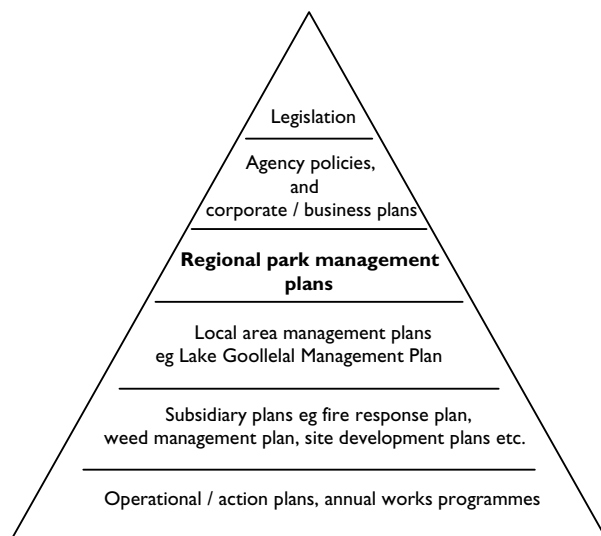 Legislation
Agency policies,
and
corporate / business plans
Regional park management
plans
Local area management plans
eg Lake Goollelal Management Plan
Subsidiary plans eg fire response plan,
weed management plan, site development plans etc.
Operational / action plans, annual works programmes